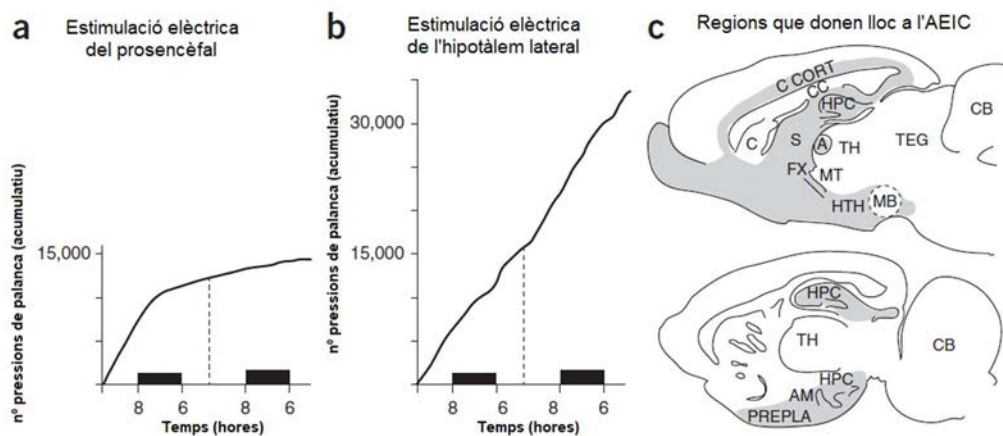 a
Estimulació elèctrica
del prosencèfal
nº pressions de palanca (acumulatiu)
15,000
8
6
8
6
Temps (hores)
b
Estimulació elèctrica
de l'hipotàlem lateral
nº pressions de palanca (acumulatiu)
30,000
15,000
8
6
8
6
Temps (hores)
c
Regions que donen lloc a l'AEIC
C CORT
CC
HPC
CB
C
S
A
TH
TEG
FX
MT
HTH
MB
HPC
TH
CB
HPC
AM
PREPLA